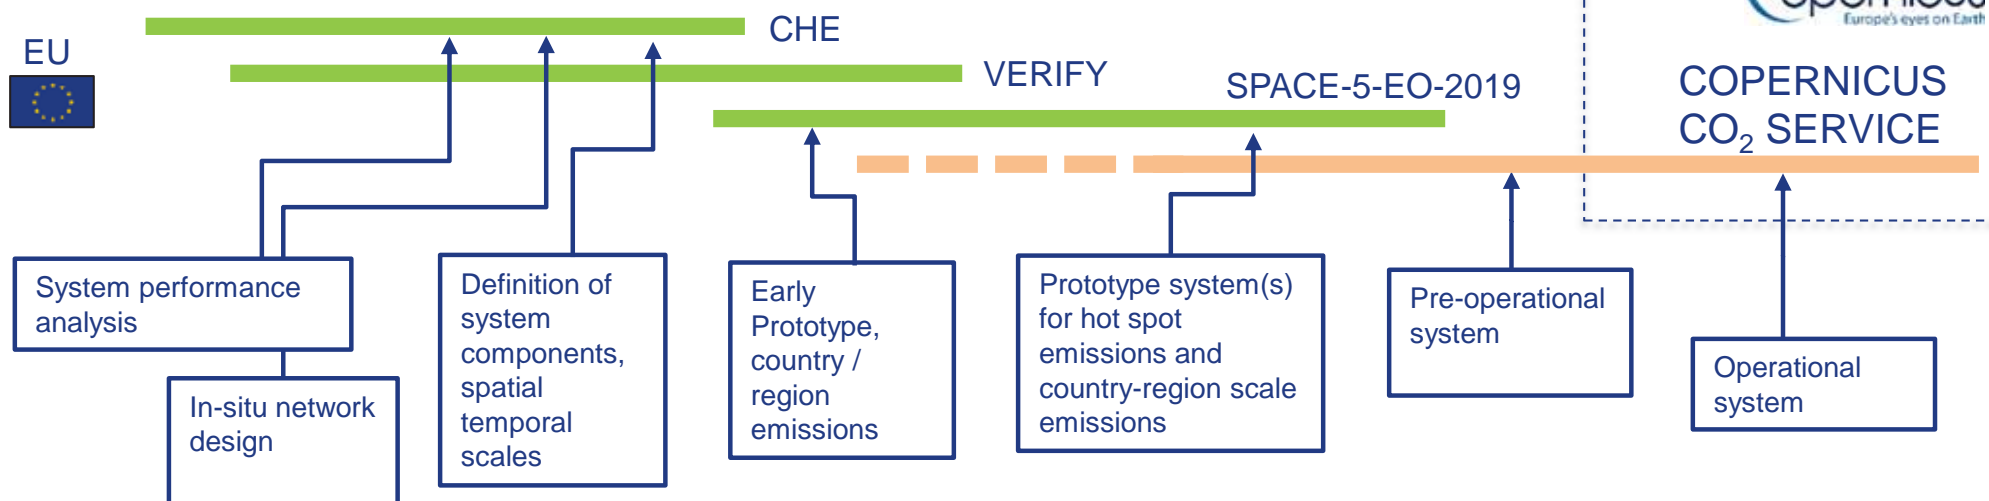 EU
CHE
VERIFY
SPACE-5-EO-2019
Europe's eyes on Earth
COPERNICUS
CO₂ SERVICE
System performance
analysis
In-situ network
design
Definition of
system
components,
spatial
temporal
scales
Early
Prototype,
country /
region
emissions
Prototype system(s)
for hot spot
emissions and
country-region scale
emissions
Pre-operational
system
Operational
system